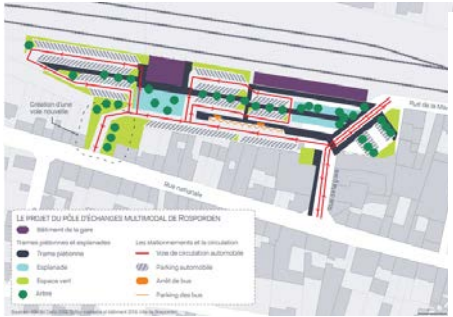 Création d'une
voie nouvelle
Rue de la
Rue nationale
LE PROJET DU PÔLE D'ÉCHANGES MULTIMODAL DE ROSPORDEN
Bâtiment de la gare
Trames piétonnes et esplanades
Trame piétonne
Esplanade
Espace vert
Arbre
Les stationnements et la circulation
Voie de circulation automobile
Parking automobile
Arrêt de bus
Parking des bus